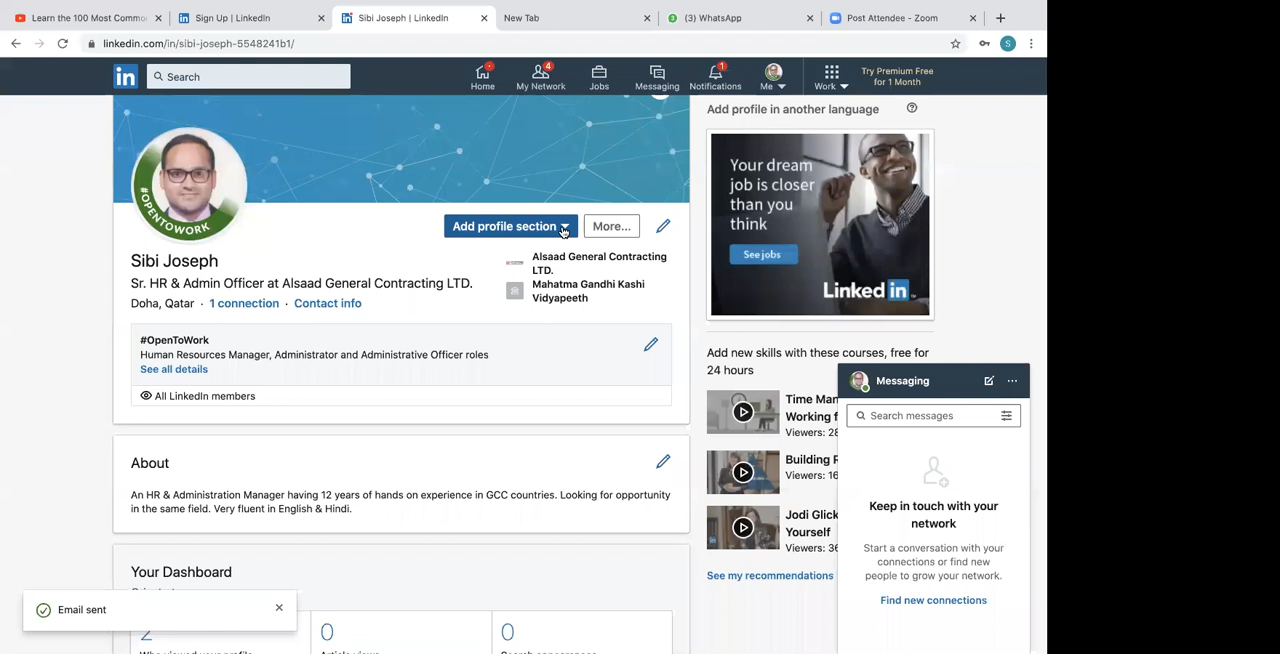 Learn the 100 Most Commo
Sign Up | LinkedIn
Sibi Joseph | LinkedIn
New Tab
(3) WhatsApp
Post Attendee - Zoom
linkedin.com/in/sibi-joseph-5548241b1/
S
in
Search
Home
4
My Network
Jobs
Messaging
1
Notifications
Me
Work
Try Premium Free
for 1 Month
#OPENTOWORK
Add profile section
More...
Sibi Joseph
Sr. HR & Admin Officer at Alsaad General Contracting LTD.
Doha, Qatar · 1 connection · Contact info
Alsaad General Contracting
LTD.
Mahatma Gandhi Kashi
Vidyapeeth
#OpenToWork
Human Resources Manager, Administrator and Administrative Officer roles
See all details
All LinkedIn members
About
An HR & Administration Manager having 12 years of hands on experience in GCC countries. Looking for opportunity
in the same field. Very fluent in English & Hindi.
Your Dashboard
2
0
0
Article views
Email sent
Add profile in another language
Your dream
job is closer
than you
think
See jobs
Linked in
Add new skills with these courses, free for
24 hours
Time Man
Working f
Viewers: 28
Building R
Viewers: 16
Jodi Glick
Yourself
Viewers: 36
See my recommendations
Messaging
Search messages
Keep in touch with your
network
Start a conversation with your
connections or find new
people to grow your network.
Find new connections